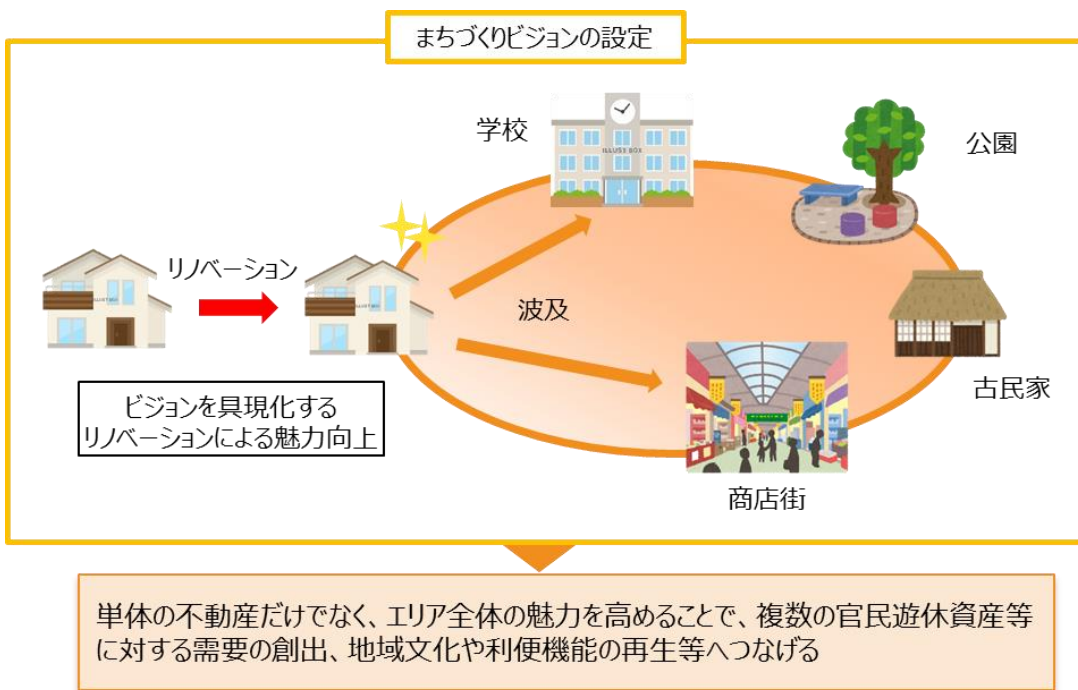 まちづくりビジョンの設定
学校
公園
ILLUST BOX
リノベーション
波及
古民家
ビジョンを具現化する
リノベーションによる魅力向上
商店街
単体の不動産だけでなく、エリア全体の魅力を高めることで、複数の官民遊休資産等
に対する需要の創出、地域文化や利便機能の再生等へつなげる